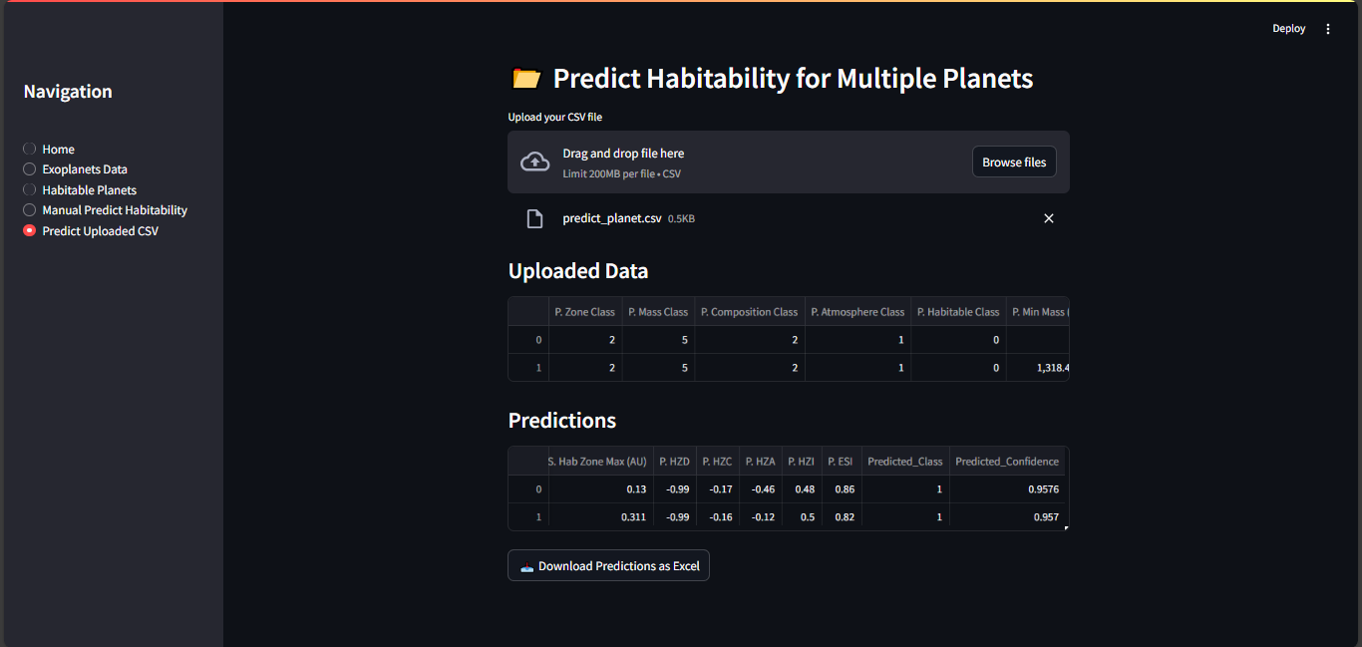 Deploy
Navigation
Home
Exoplanets Data
Habitable Planets
Manual Predict Habitability
Predict Uploaded CSV
Predict Habitability for Multiple Planets
Upload your CSV file
Drag and drop file here
Limit 200MB per file • CSV
Browse files
predict_planet.csv 0.5KB
Uploaded Data
P. Zone Class P. Mass Class P. Composition Class P. Atmosphere Class P. Habitable Class P. Min Mass (
0 2 5 2 1 0
1 2 5 2 1 0 1,318.4
Predictions
S. Hab Zone Max (AU) P. HZD P. HZC P. HZA P. HZI P. ESI Predicted_Class Predicted_Confidence
0 0.13 -0.99 -0.17 -0.46 0.48 0.86 1 0.9576
1 0.311 -0.99 -0.16 -0.12 0.5 0.82 1 0.957
Download Predictions as Excel